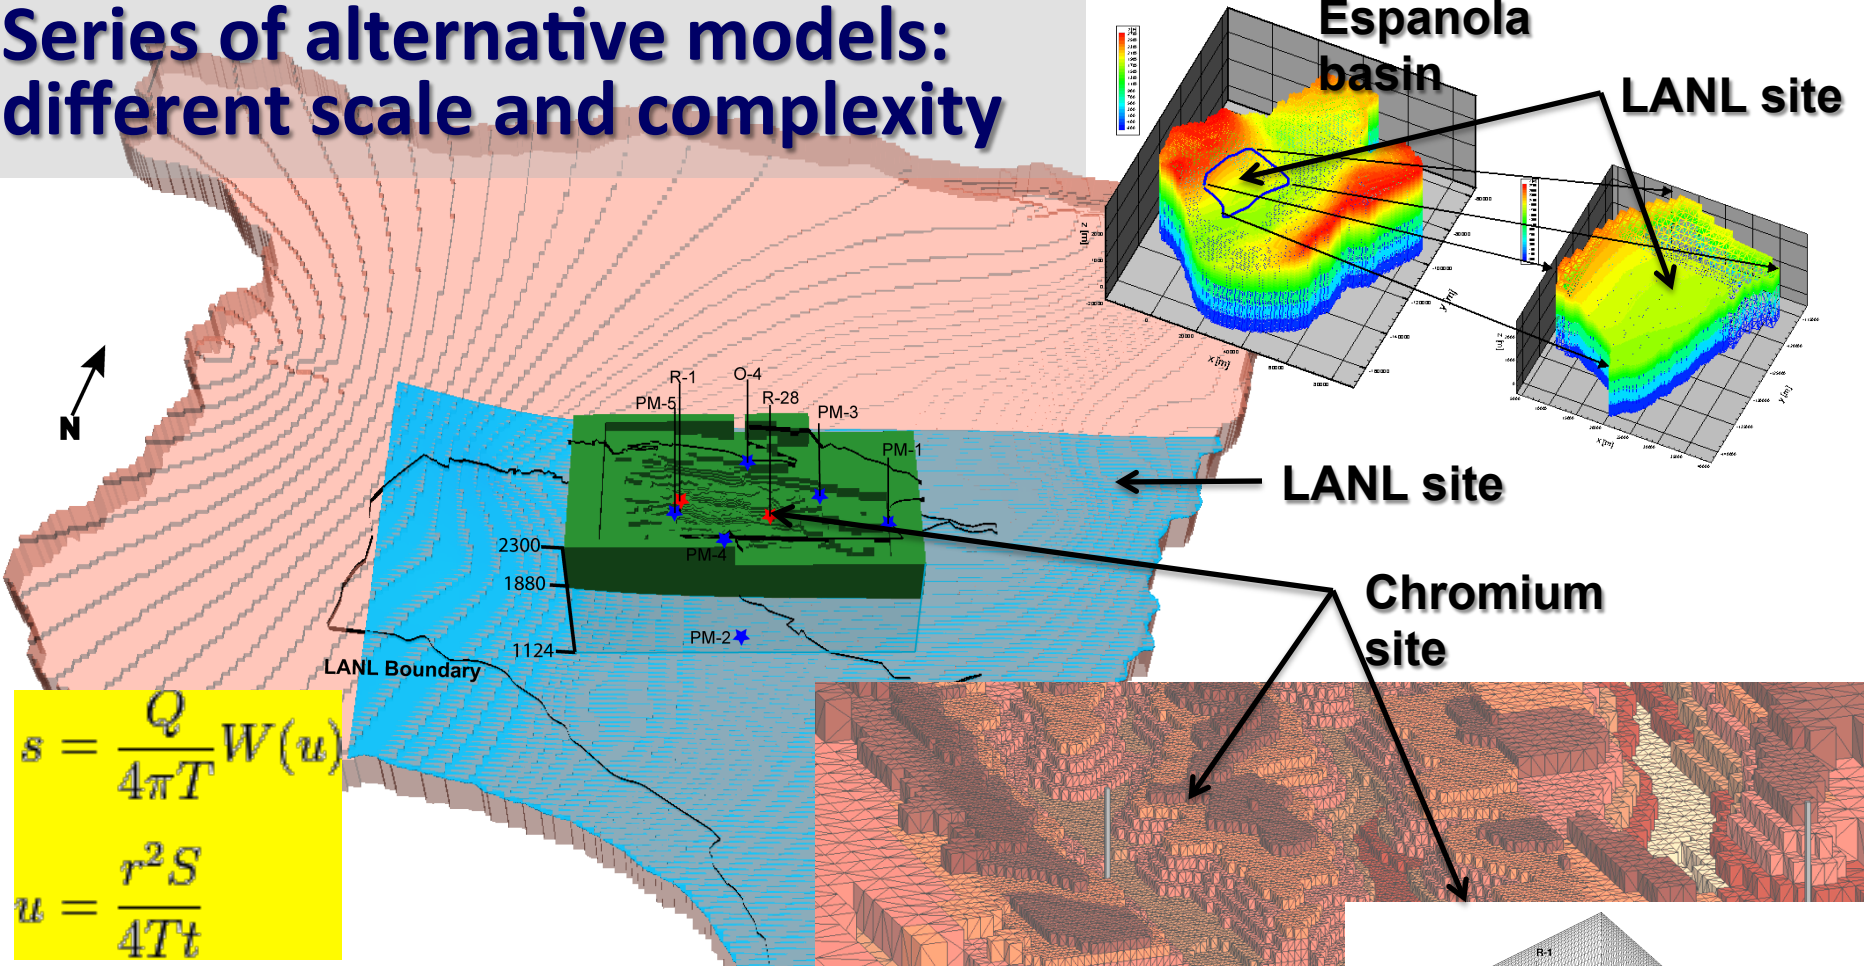 Series of alternative models:
different scale and complexity
Espanola
basin
LANL site
z [m]
x [m]
y [m]
x [m]
y [m]
N
R-1
O-4
PM-5
R-28
PM-3
PM-1
LANL site
2300
PM-4
1880
Chromium
site
PM-2
1124
LANL Boundary
s = Q/4πT W(u)
u = r²S/4Tt
R-1